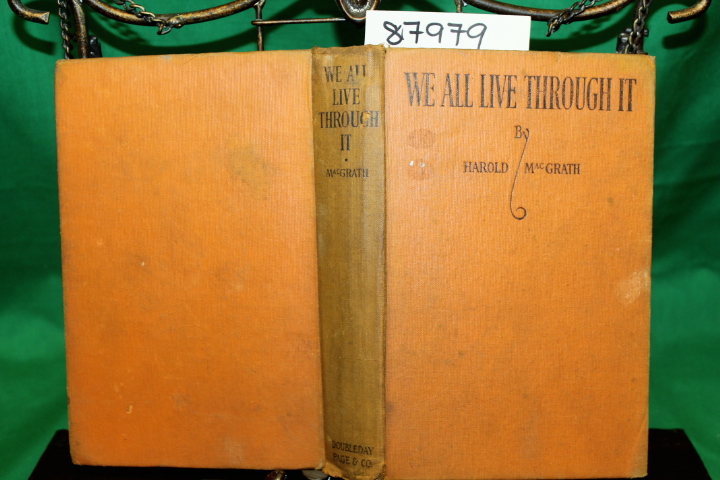 87979
WE ALL
LIVE
THROUGH
IT
MACGRATH
DOUBLEDAY
PAGE & CO.
WE ALL LIVE THROUGH IT
By
HAROLD MACGRATH